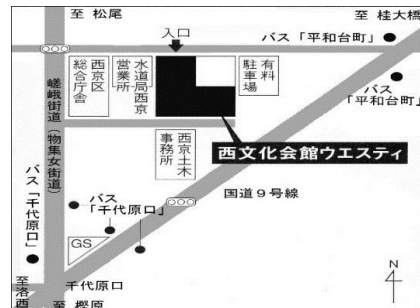 至 松尾
至 桂大橋
入口
バス「平和台町」
西京区
総合庁舎
水道局西京
営業所
有料
駐車場
バス
「平和台町」
嵯峨街道（物集女街道）
西京土木
事務所
西文化会館ウエスティ
国道9号線
バス
「千代原口」
バス「千代原口」
GS
N
千代原口
至洛西
至 樫原